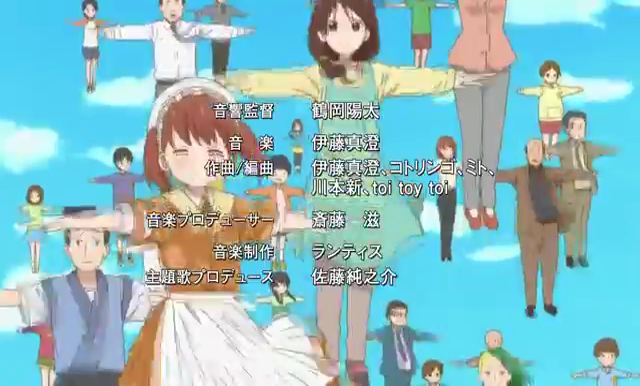 音響監督 鶴岡陽太
音 楽 伊藤真澄
作曲/編曲 伊藤真澄、コトリンゴ、ミト、
川本新、toi toy toi
音楽プロデューサー 斎藤 滋
音楽制作 ランティス
主題歌プロデュース 佐藤純之介